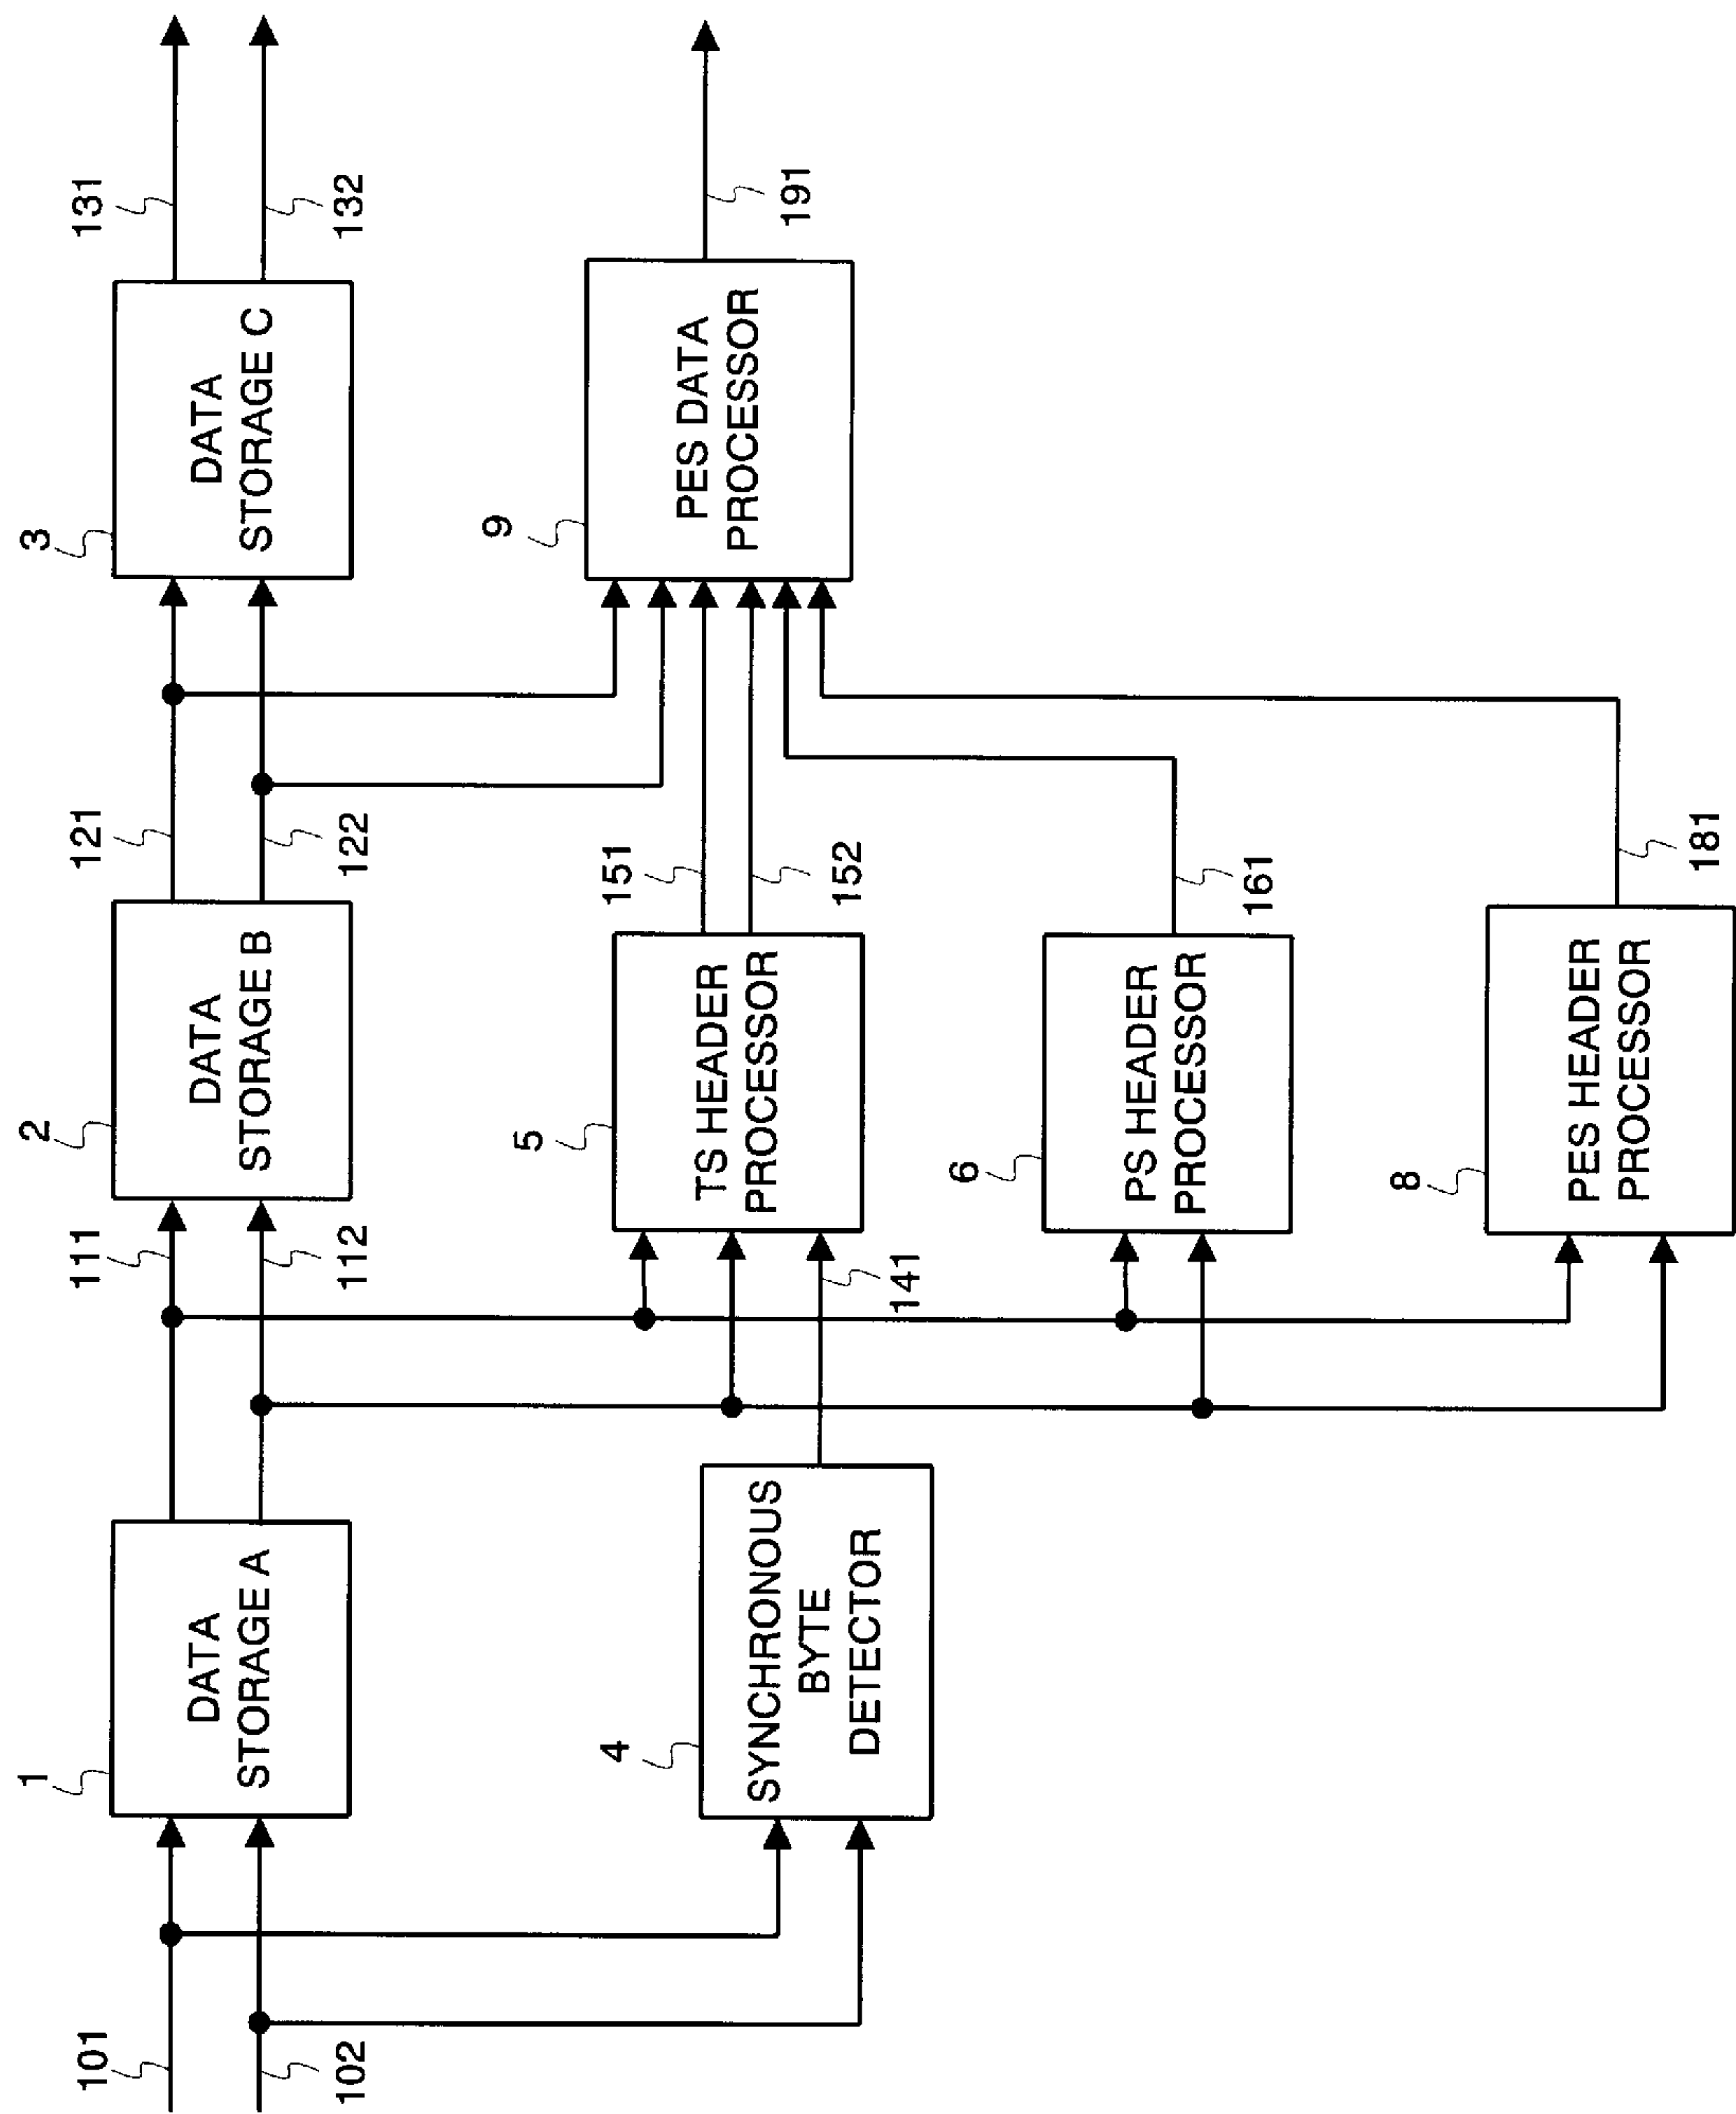 101
102
1
DATA
STORAGE A
111
112
2
DATA
STORAGE B
121
122
3
DATA
STORAGE C
131
132
4
SYNCHRONOUS
BYTE
DETECTOR
141
5
TS HEADER
PROCESSOR
151
152
9
PES DATA
PROCESSOR
191
6
PS HEADER
PROCESSOR
161
8
PES HEADER
PROCESSOR
181